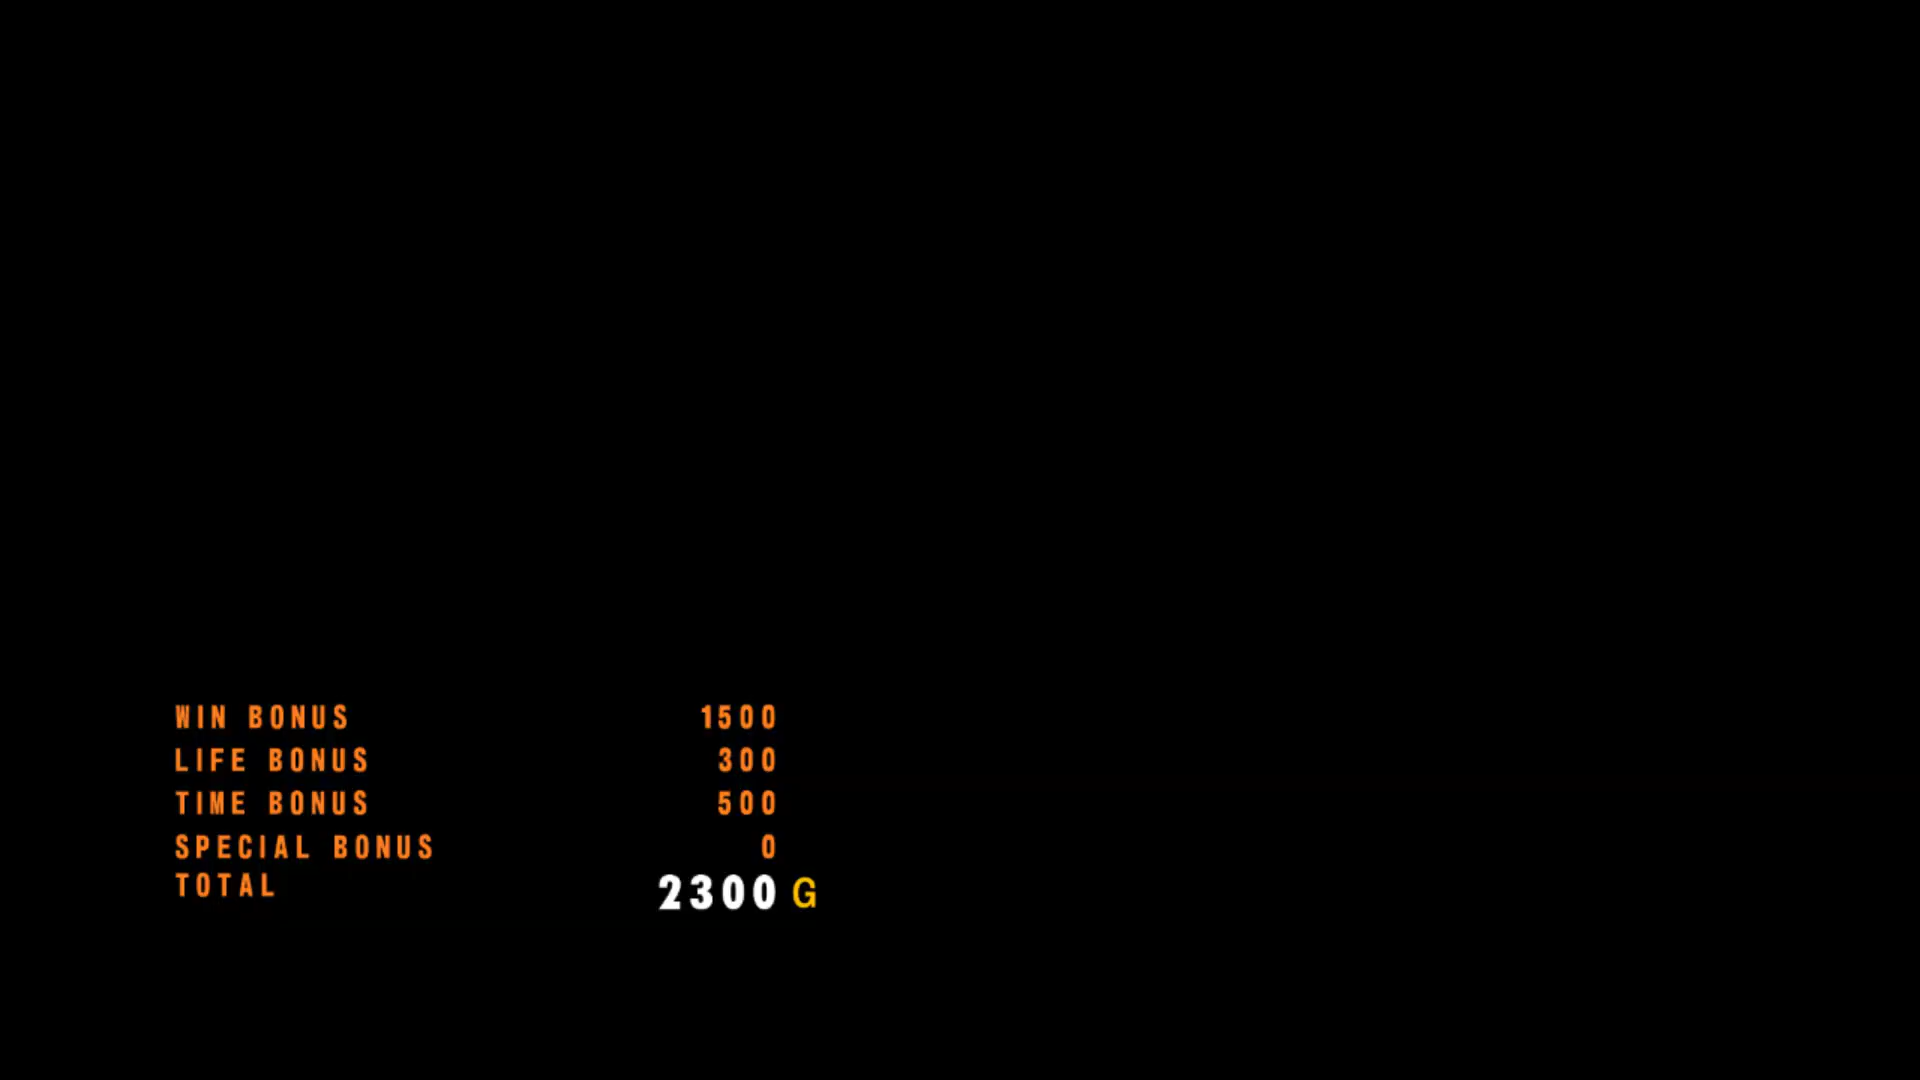 WIN BONUS 1500
LIFE BONUS 300
TIME BONUS 500
SPECIAL BONUS 0
TOTAL 2300 G